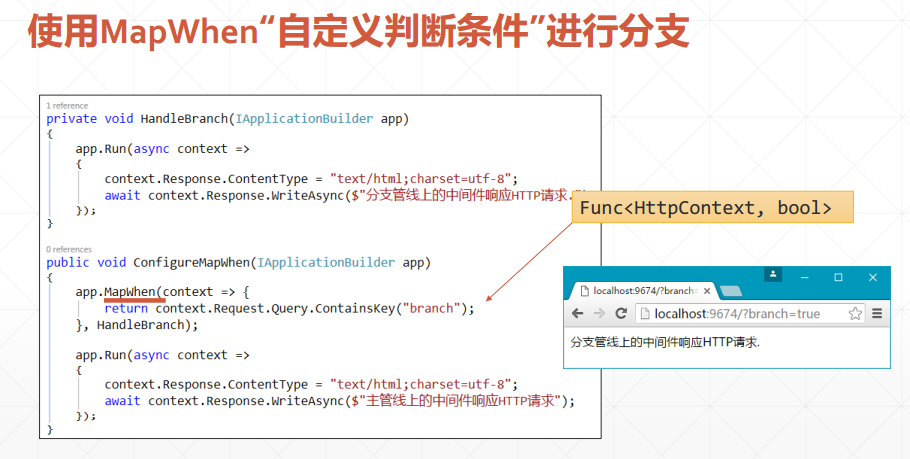 使用MapWhen“自定义判断条件”进行分支
1 reference
private void HandleBranch(IApplicationBuilder app)
{
app.Run(async context =>
{
context.Response.ContentType = "text/html;charset=utf-8";
await context.Response.WriteAsync($"分支管线上的中间件响应HTTP请求.
});
}
Func<HttpContext, bool>
0 references
public void ConfigureMapWhen(IApplicationBuilder app)
{
app.MapWhen(context => {
return context.Request.Query.ContainsKey("branch");
}, HandleBranch);
app.Run(async context =>
{
context.Response.ContentType = "text/html;charset=utf-8";
await context.Response.WriteAsync($"主管线上的中间件响应HTTP请求");
});
}
localhost:9674/?branch
localhost:9674/?branch=true
分支管线上的中间件响应HTTP请求.